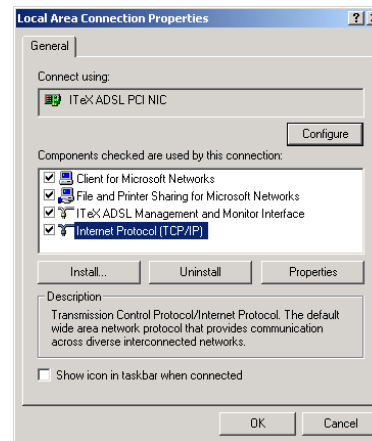 Local Area Connection Properties
General
Connect using:
ITeX ADSL PCI NIC
Configure
Components checked are used by this connection:
Client for Microsoft Networks
File and Printer Sharing for Microsoft Networks
ITeX ADSL Management and Monitor Interface
Internet Protocol (TCP/IP)
Install... Uninstall Properties
Description
Transmission Control Protocol/Internet Protocol. The default
wide area network protocol that provides communication
across diverse interconnected networks.
Show icon in taskbar when connected
OK Cancel